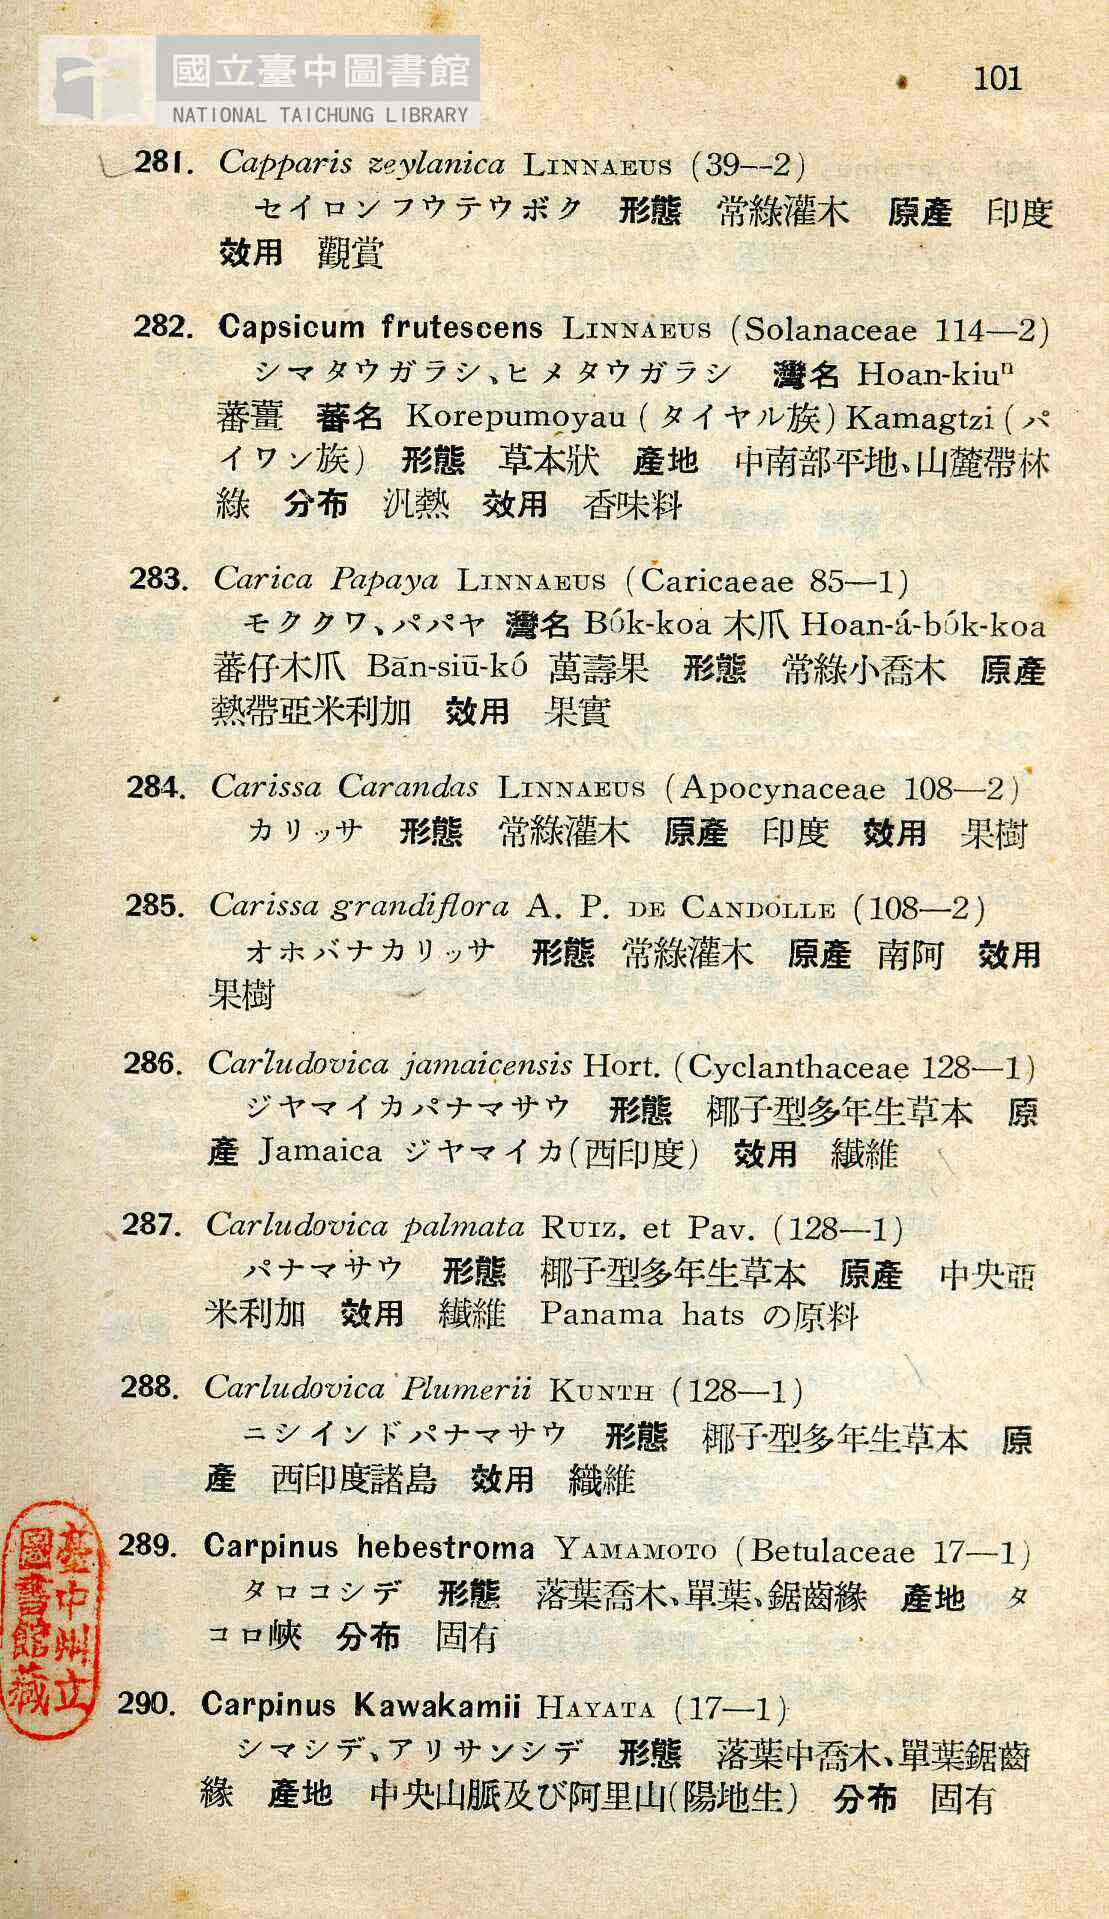 國立臺中圖書館
NATIONAL TAICHUNG LIBRARY
101
281. Capparis zeylanica LINNAEUS (39—2)
セイロンフウテウボク 形態 常綠灌木 原產 印度
效用 觀賞
282. Capsicum frutescens LINNAEUS (Solanaceae 114—2)
シマタウガラシ、ヒメタウガラシ 灣名 Hoan-kiuⁿ
蕃薑 蕃名 Korepumoyau (タイヤル族) Kamagtzi (パ
イワン族) 形態 草本狀 產地 中南部平地、山麓帶林
綠 分布 汎熱 效用 香味料
283. Carica Papaya LINNAEUS (Caricaeae 85—1)
モククワ、パパヤ 灣名 Bók-koa 木爪 Hoan-á-bók-koa
蕃仔木爪 Bān-siū-kó 萬壽果 形態 常綠小喬木 原產
熱帶亞米利加 效用 果實
284. Carissa Carandas LINNAEUS (Apocynaceae 108—2)
カリッサ 形態 常綠灌木 原產 印度 效用 果樹
285. Carissa grandiflora A. P. DE CANDOLLE (108—2)
オホバナカリッサ 形態 常綠灌木 原產 南阿 效用
果樹
286. Carludovica jamaicensis Hort. (Cyclanthaceae 128—1)
ジヤマイカパナマサウ 形態 椰子型多年生草本 原
產 Jamaica ジヤマイカ(西印度) 效用 纎維
287. Carludovica palmata RUIZ. et Pav. (128—1)
パナマサウ 形態 椰子型多年生草本 原產 中央亞
米利加 效用 纎維 Panama hats の原料
288. Carludovica Plumerii KUNTH (128—1)
ニシインドパナマサウ 形態 椰子型多年生草本 原
產 西印度諸島 效用 纖維
289. Carpinus hebestroma YAMAMOTO (Betulaceae 17—1)
タロコシデ 形態 落葉喬木、單葉、鋸齒緣 產地 タ
コロ峽 分布 固有
290. Carpinus Kawakamii HAYATA (17—1)
シマシデ、アリサンシデ 形態 落葉中喬木、單葉鋸齒
緣 產地 中央山脈及び阿里山(陽地生) 分布 固有
臺中州立
圖書館藏